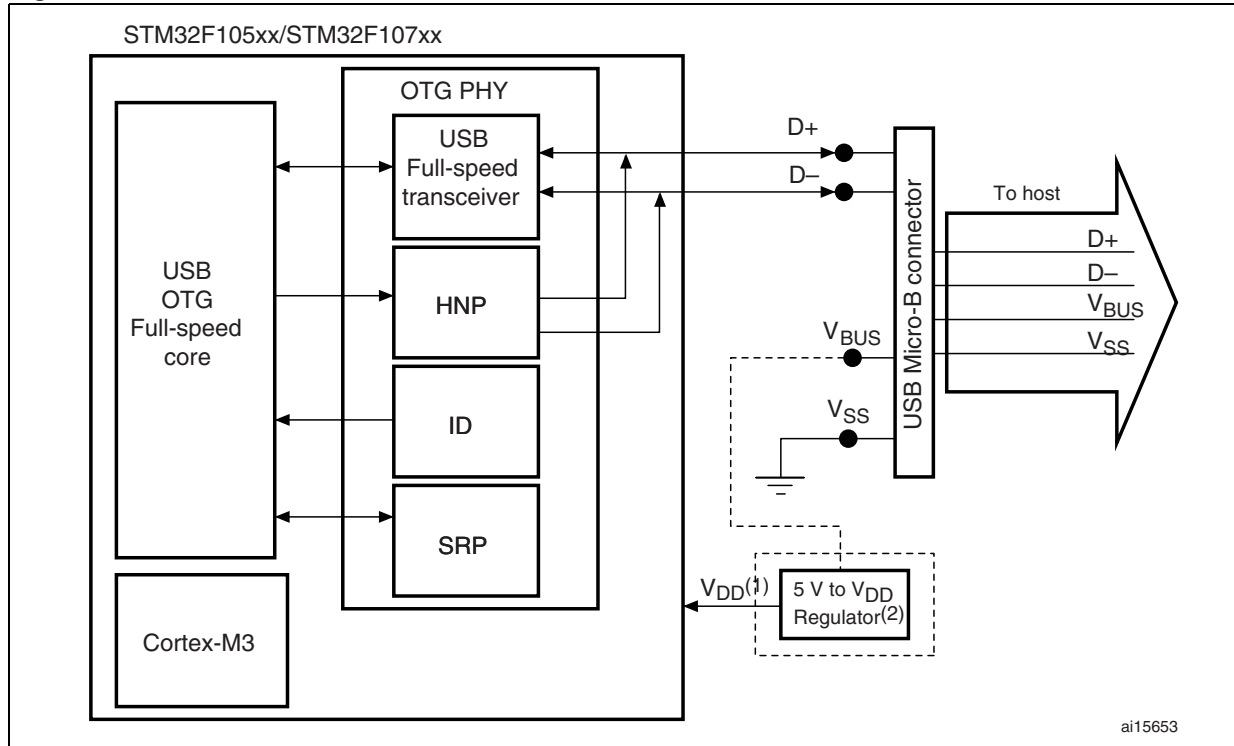 STM32F105xx/STM32F107xx
OTG PHY
USB
Full-speed
transceiver
HNP
ID
SRP
USB
OTG
Full-speed
core
Cortex-M3
D+
D–
VBUS
VSS
USB Micro-B connector
To host
D+
D–
VBUS
VSS
VDD(1)
5 V to VDD
Regulator(2)
ai15653